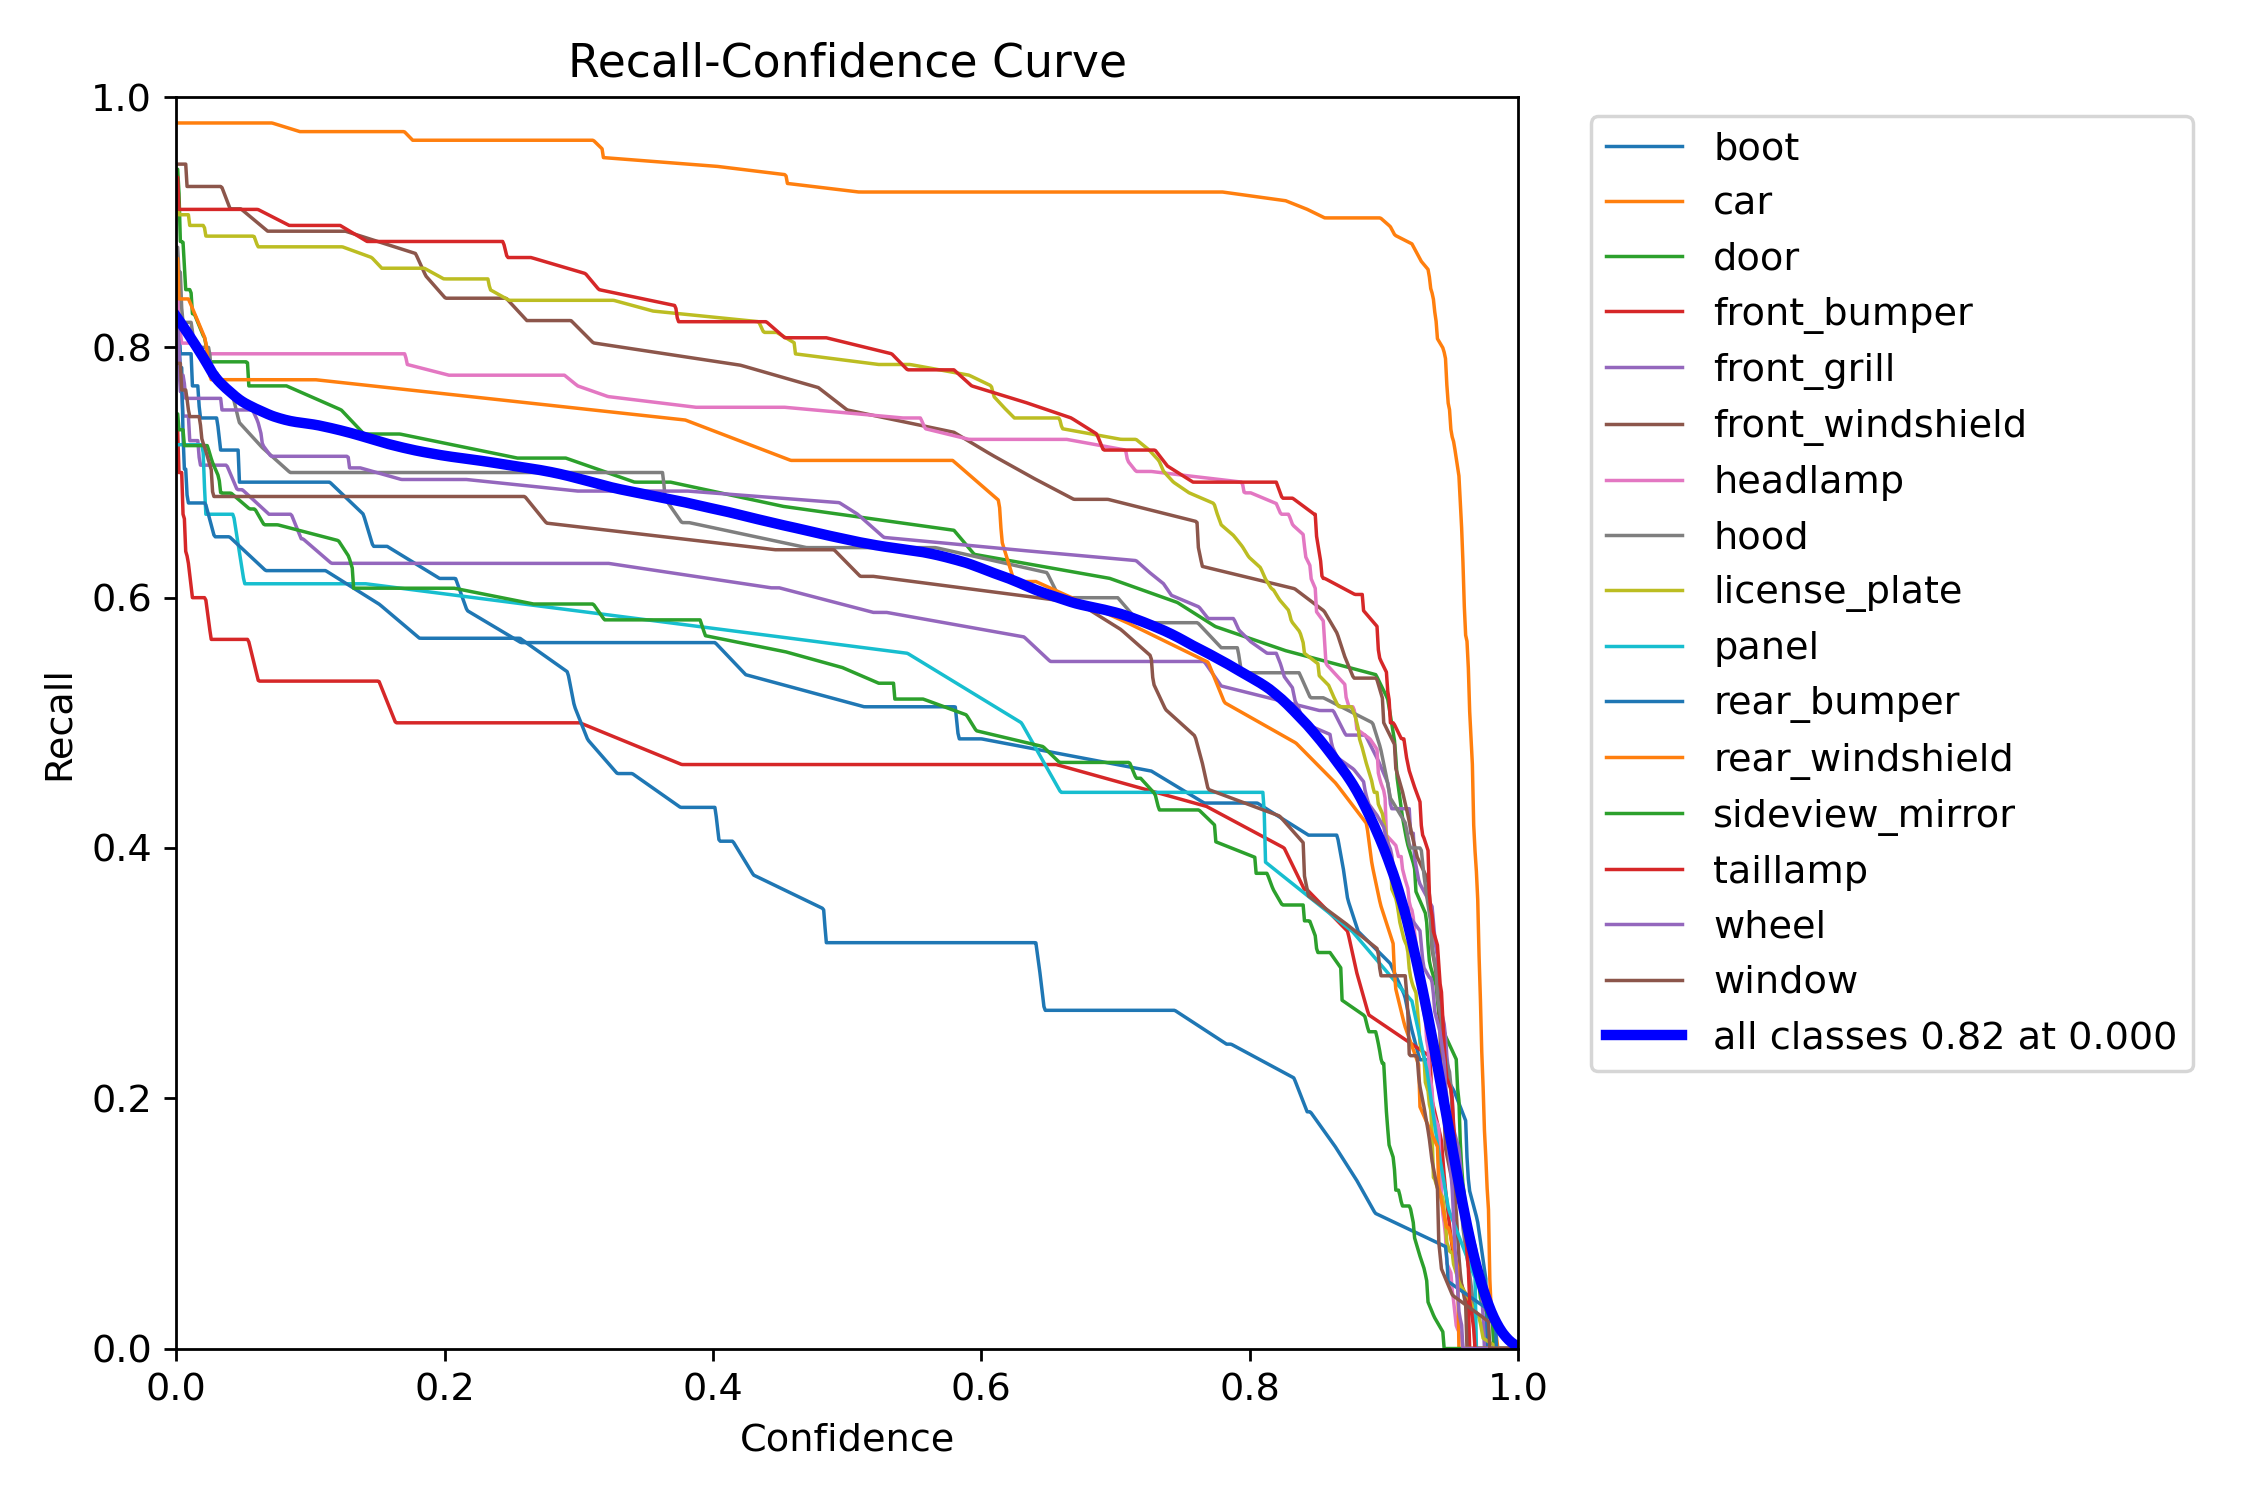 Recall-Confidence Curve
1.0
0.8
0.6
0.4
0.2
0.0
Recall
0.0 0.2 0.4 0.6 0.8 1.0
Confidence
boot
car
door
front_bumper
front_grill
front_windshield
headlamp
hood
license_plate
panel
rear_bumper
rear_windshield
sideview_mirror
taillamp
wheel
window
all classes 0.82 at 0.000